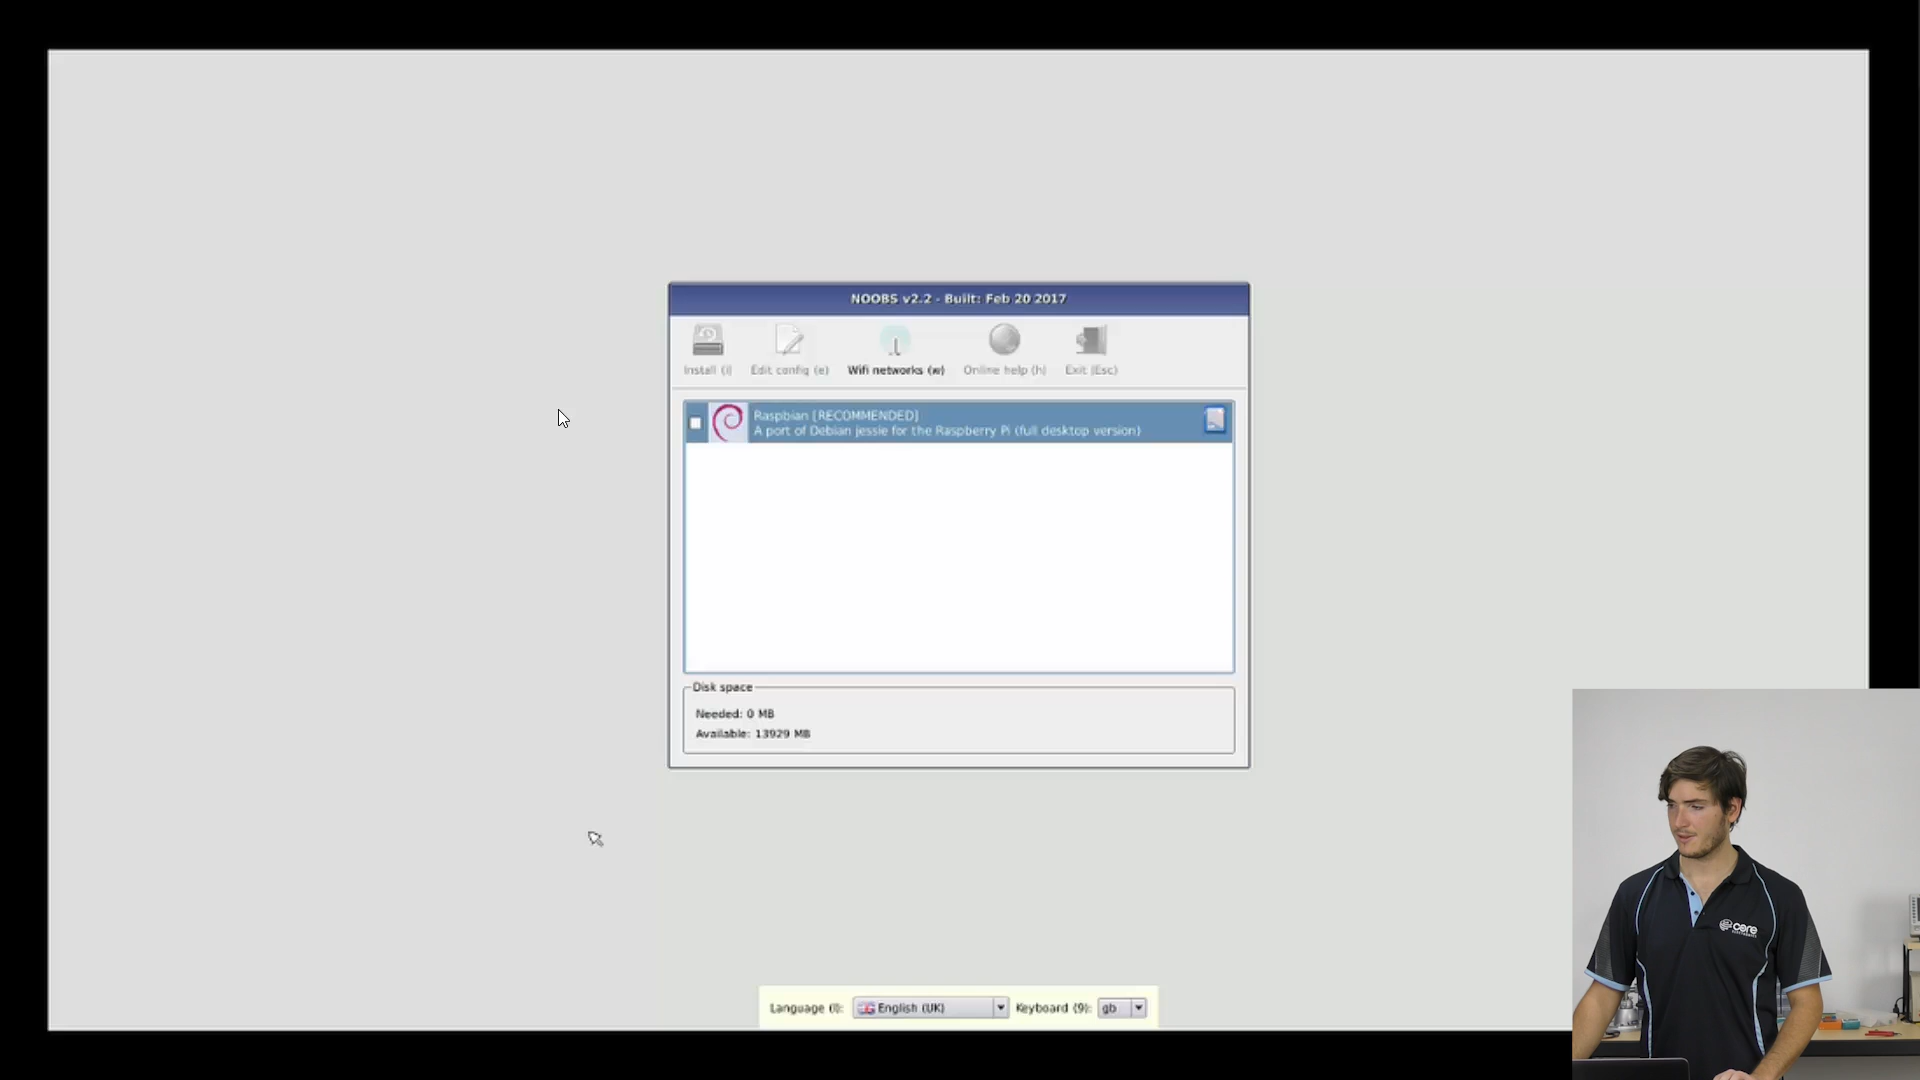 NOOBS v2.2 - Built: Feb 20 2017
Install (i) Edit config (e) Wifi networks (w) Online help (h) Exit (Esc)
Raspbian [RECOMMENDED]
A port of Debian jessie for the Raspberry Pi (full desktop version)
Disk space
Needed: 0 MB
Available: 13929 MB
core
Language (l): English (UK) Keyboard (9): gb